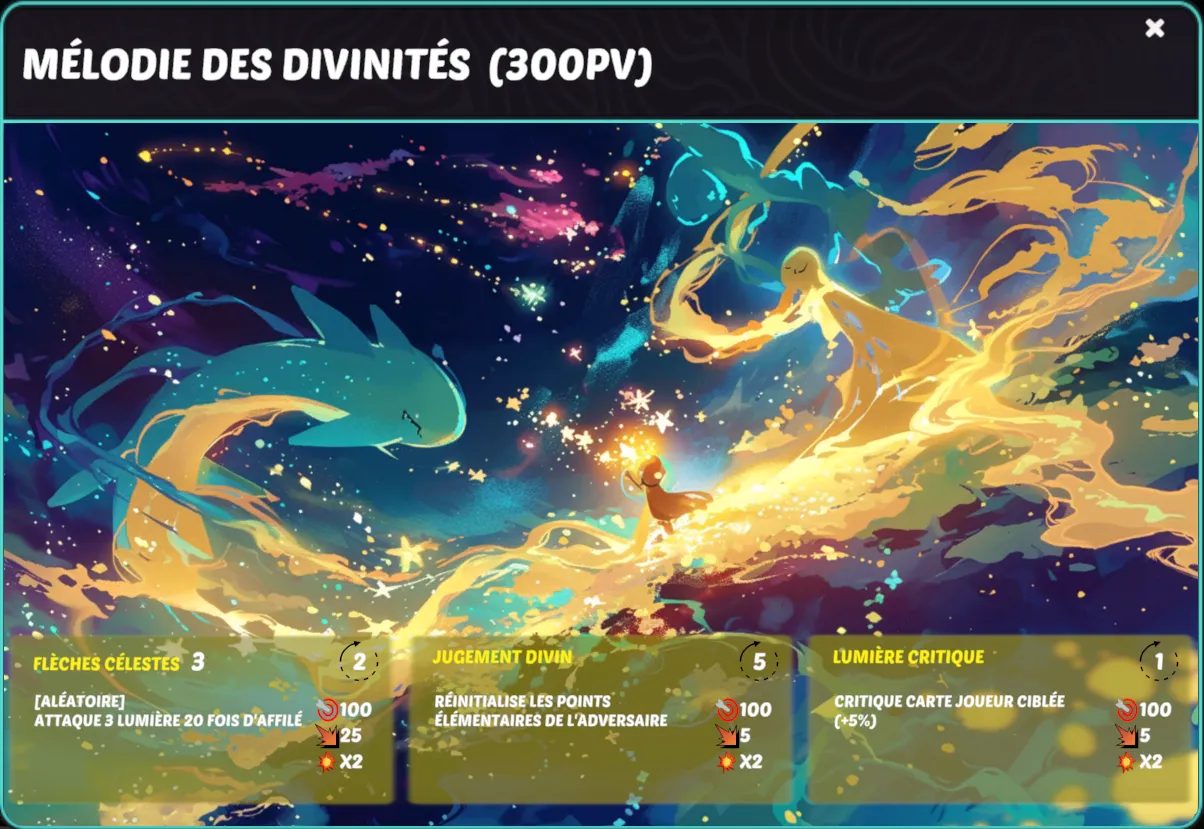 MÉLODIE DES DIVINITÉS (300PV)
FLÈCHES CÉLESTES 3
2
[ALÉATOIRE]
ATTAQUE 3 LUMIÈRE 20 FOIS D'AFFILÉ
100
25
X2
JUGEMENT DIVIN
5
RÉINITIALISE LES POINTS
ÉLÉMENTAIRES DE L'ADVERSAIRE
100
5
X2
LUMIÈRE CRITIQUE
1
CRITIQUE CARTE JOUEUR CIBLÉE
(+5%)
100
5
X2